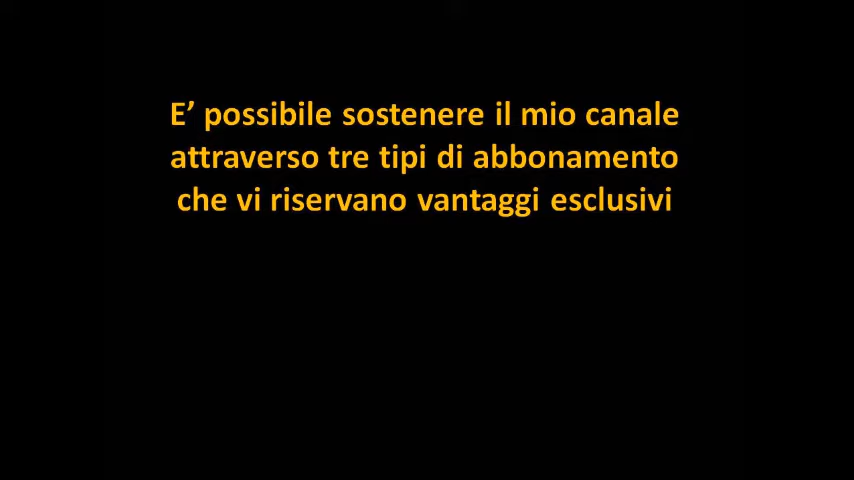 E’ possibile sostenere il mio canale
attraverso tre tipi di abbonamento
che vi riservano vantaggi esclusivi